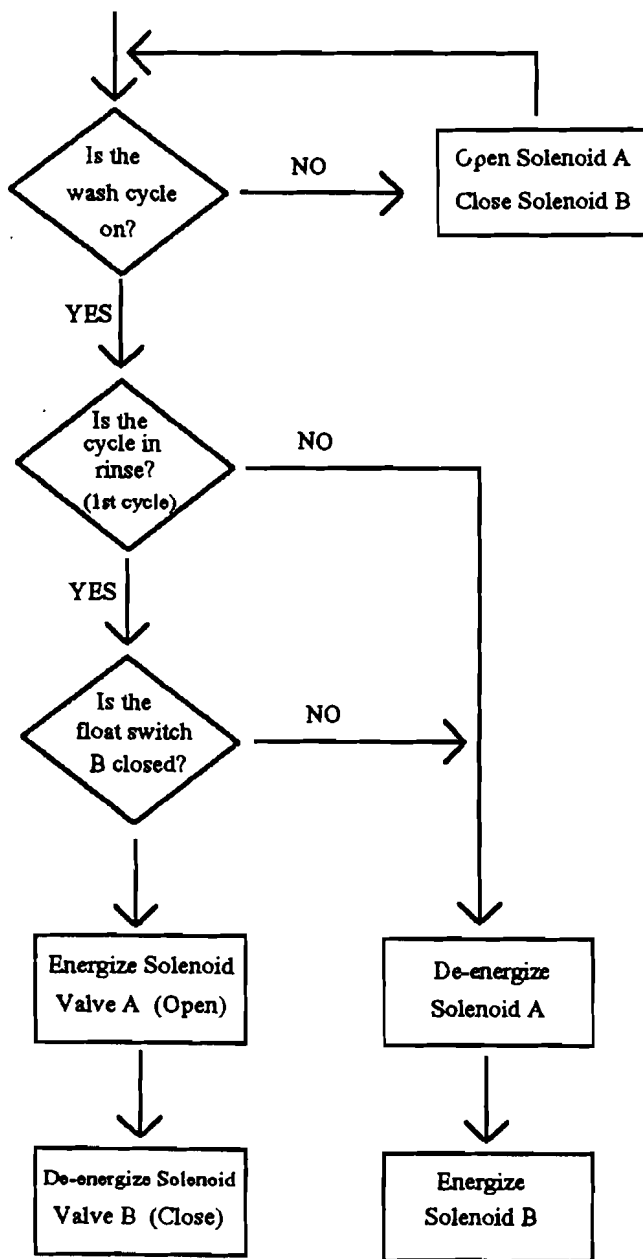 Is the
wash cycle
on?
NO
Open Solenoid A
Close Solenoid B
YES
Is the
cycle in
rinse?
(1st cycle)
NO
YES
Is the
float switch
B closed?
NO
Energize Solenoid
Valve A (Open)
De-energize
Solenoid A
De-energize Solenoid
Valve B (Close)
Energize
Solenoid B